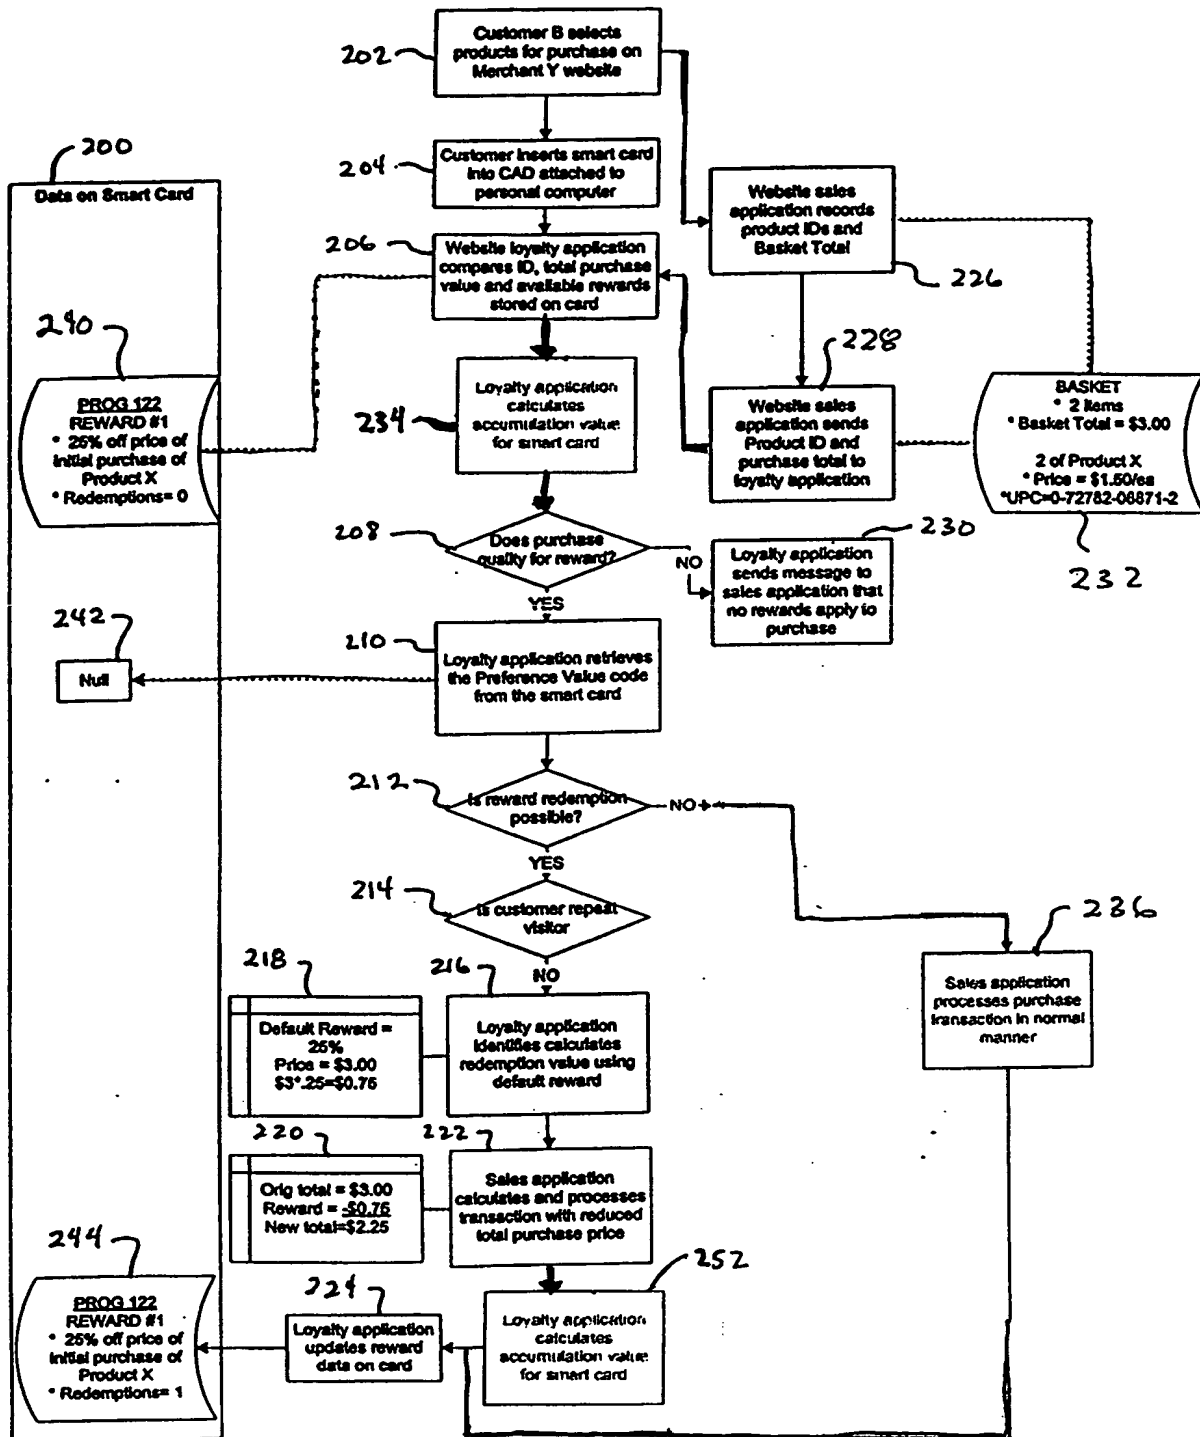 202
Customer B selects
products for purchase on
Merchant Y website
200
Data on Smart Card
204
Customer inserts smart card
into CAD attached to
personal computer
Website sales
application records
product IDs and
Basket Total
226
206
Website loyalty application
compares ID, total purchase
value and available rewards
stored on card
240
PROG 122
REWARD #1
* 25% off price of
initial purchase of
Product X
* Redemptions= 0
234
Loyalty application
calculates
accumulation value
for smart card
228
Website sales
application sends
Product ID and
purchase total to
loyalty application
BASKET
* 2 items
* Basket Total = $3.00
2 of Product X
* Price = $1.50/ea
*UPC=0-72782-06871-2
232
208
Does purchase
quality for reward?
NO
230
Loyalty application
sends message to
sales application that
no rewards apply to
purchase
YES
242
Null
210
Loyalty application retrieves
the Preference Value code
from the smart card
212
Is reward redemption
possible?
NO
YES
214
Is customer repeat
visitor
NO
236
Sales application
processes purchase
transaction in normal
manner
218
Default Reward =
25%
Price = $3.00
$3*.25=$0.75
216
Loyalty application
identifies calculates
redemption value using
default reward
220
Orig total = $3.00
Reward = -$0.75
New total=$2.25
222
Sales application
calculates and processes
transaction with reduced
total purchase price
244
PROG 122
REWARD #1
* 25% off price of
initial purchase of
Product X
* Redemptions= 1
224
Loyalty application
updates reward
data on card
252
Loyalty application
calculates
accumulation value
for smart card